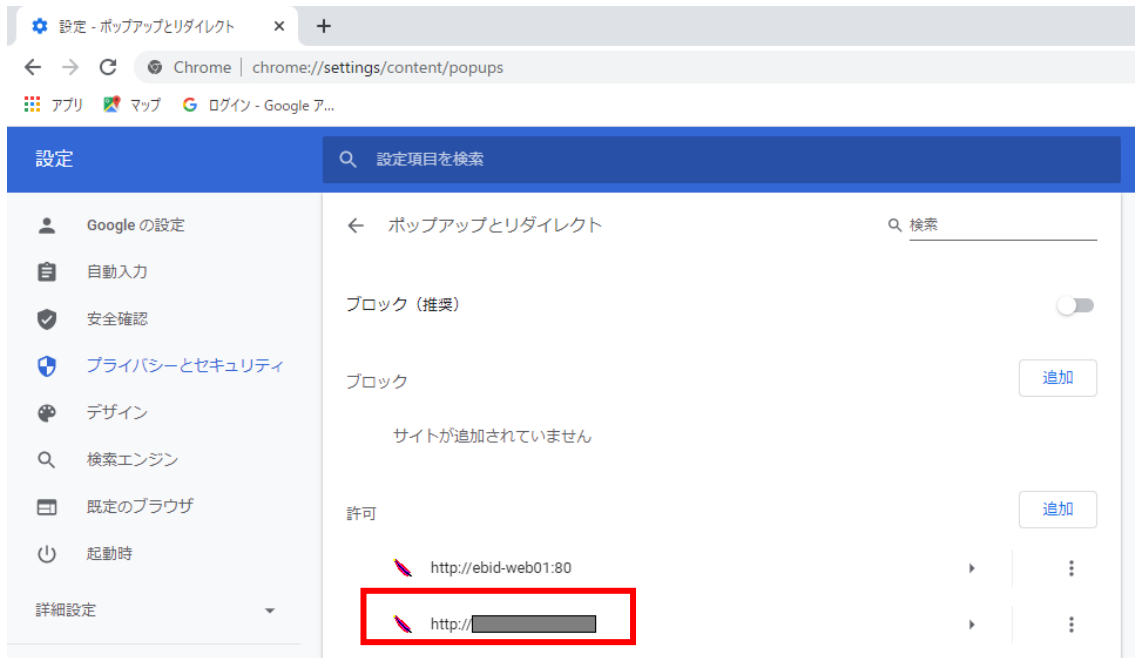 設定 - ポップアップとリダイレクト
Chrome | chrome://settings/content/popups
アプリ マップ ログイン - Google ア...
設定
設定項目を検索
Google の設定
自動入力
安全確認
プライバシーとセキュリティ
デザイン
検索エンジン
既定のブラウザ
起動時
詳細設定
ポップアップとリダイレクト
検索
ブロック（推奨）
ブロック 追加
サイトが追加されていません
許可 追加
http://ebid-web01:80
http://